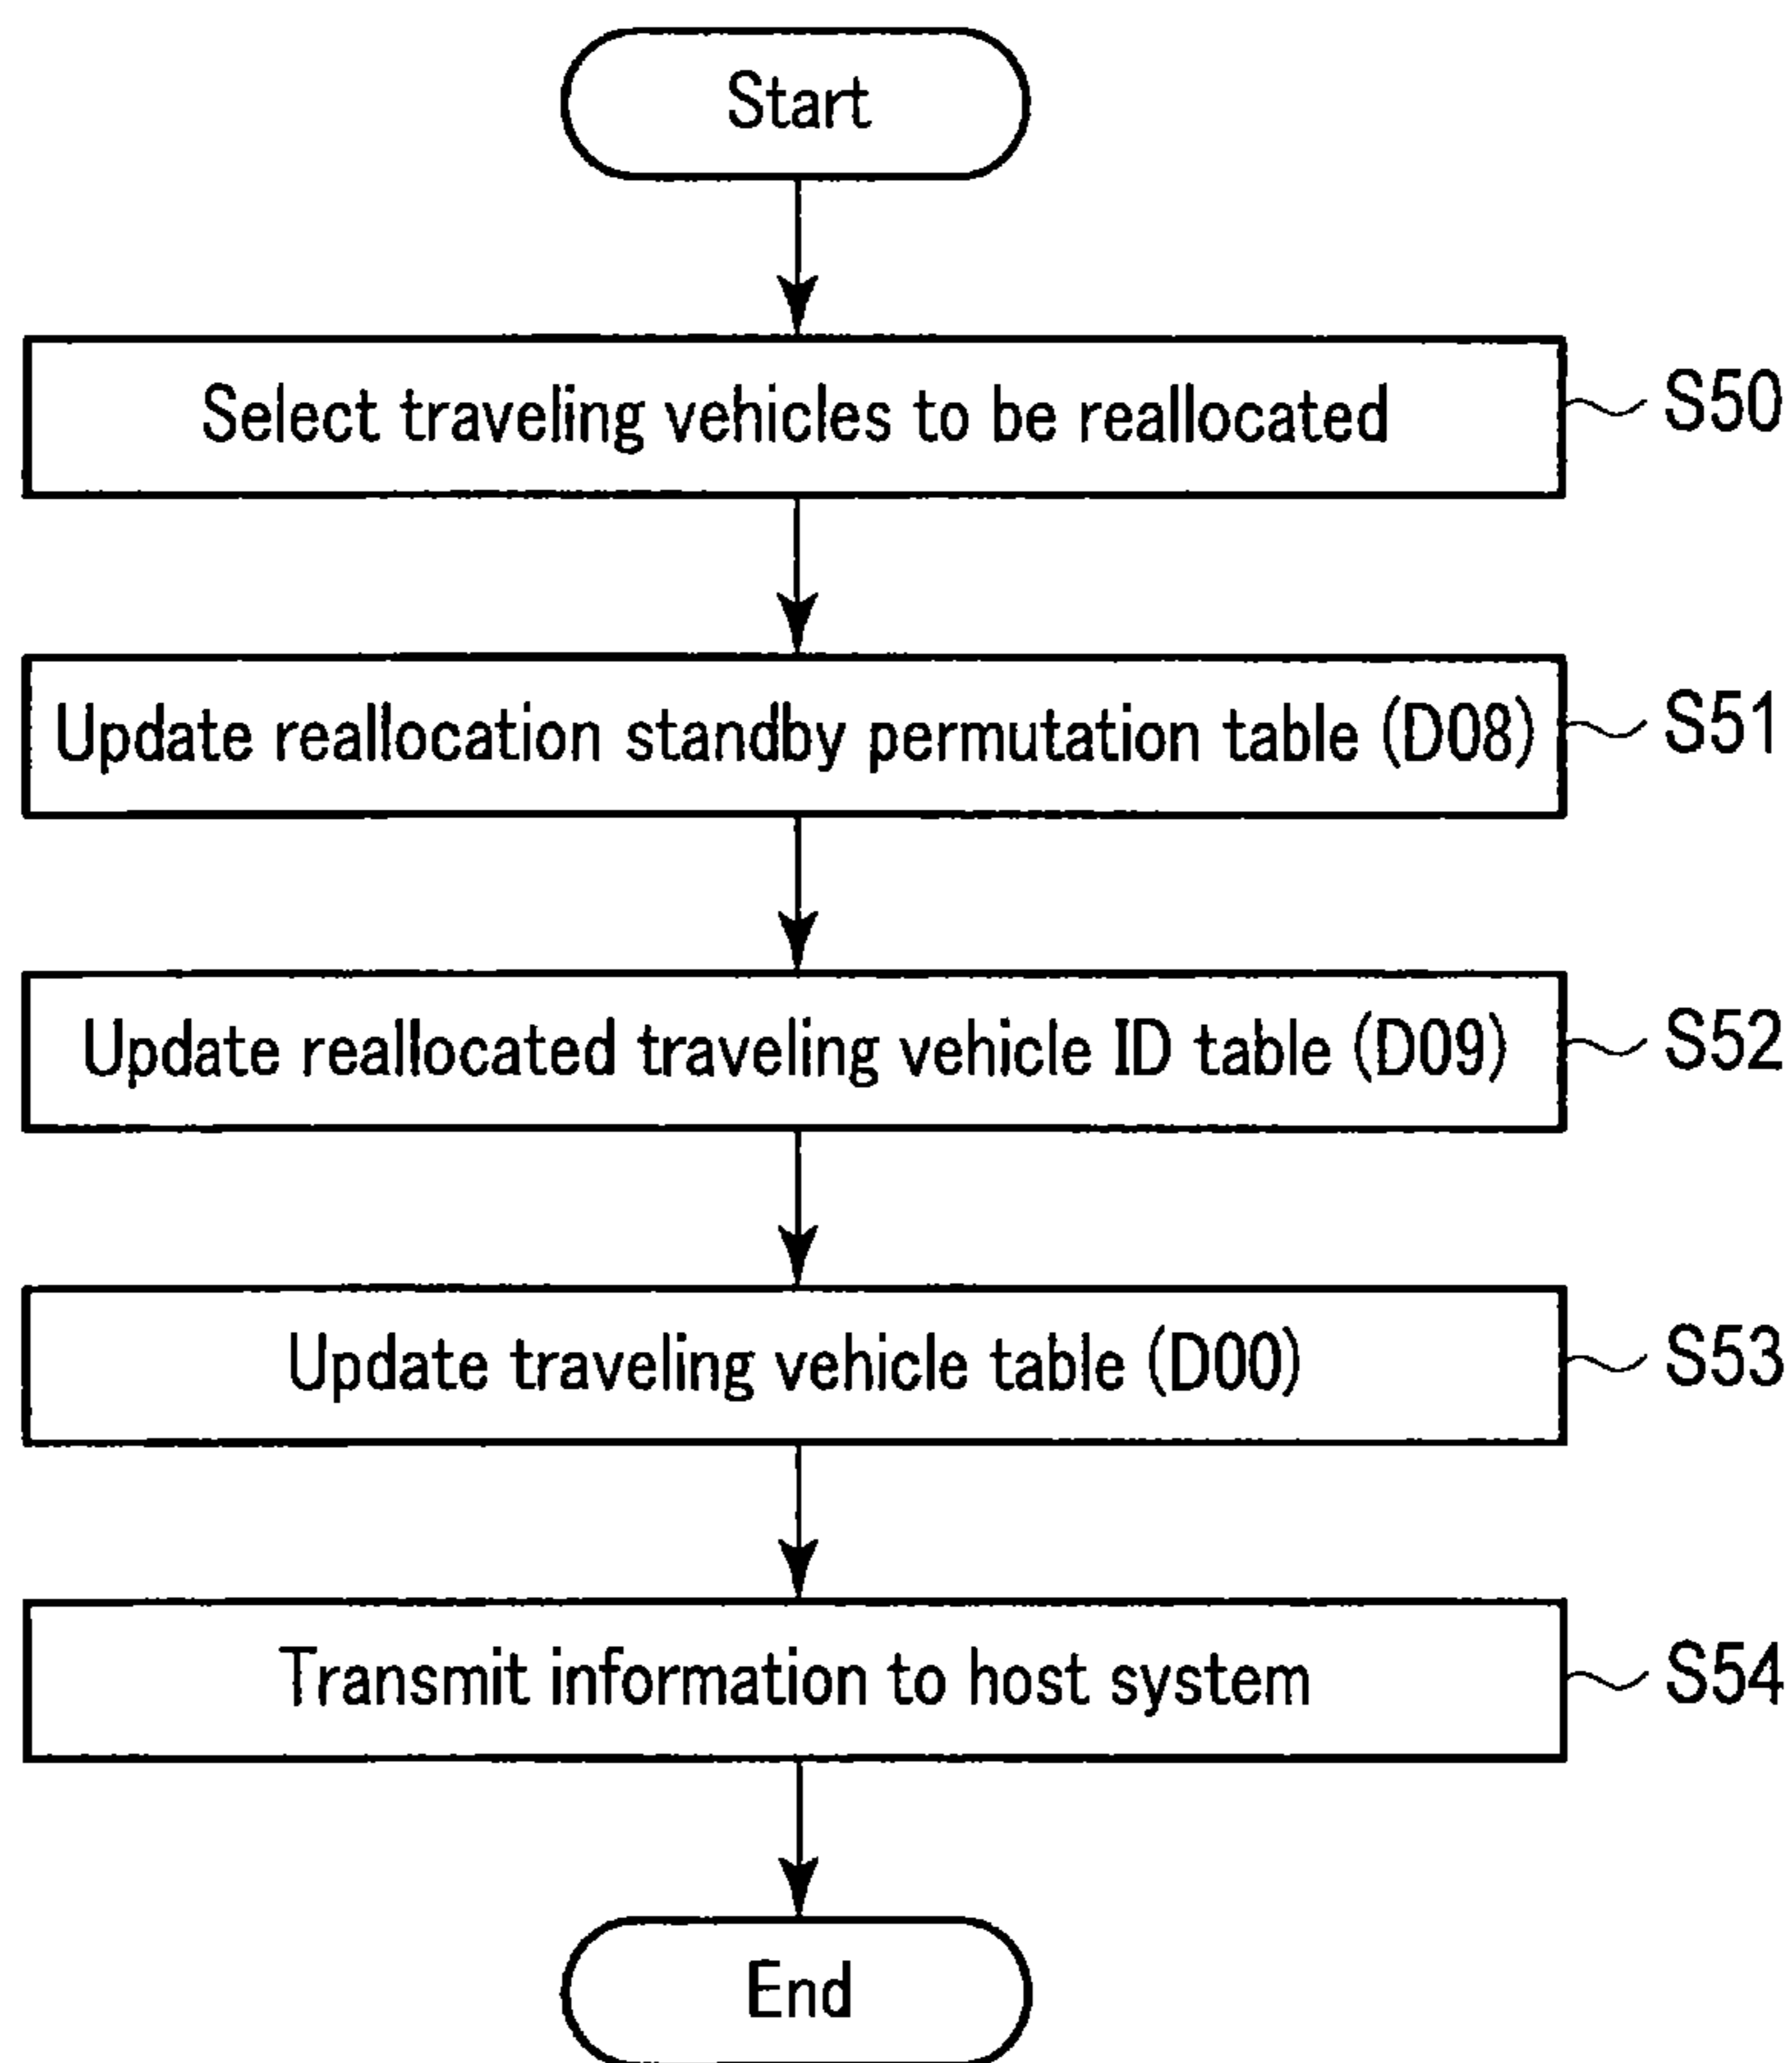 Start
Select traveling vehicles to be reallocated S50
Update reallocation standby permutation table (D08) S51
Update reallocated traveling vehicle ID table (D09) S52
Update traveling vehicle table (D00) S53
Transmit information to host system S54
End